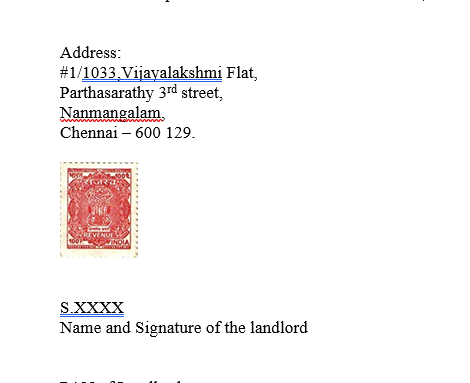 Address:
#1/1033,Vijayalakshmi Flat,
Parthasarathy 3rd street,
Nanmangalam,
Chennai – 600 129.
REVENUE
INDIA
S.XXXX
Name and Signature of the landlord